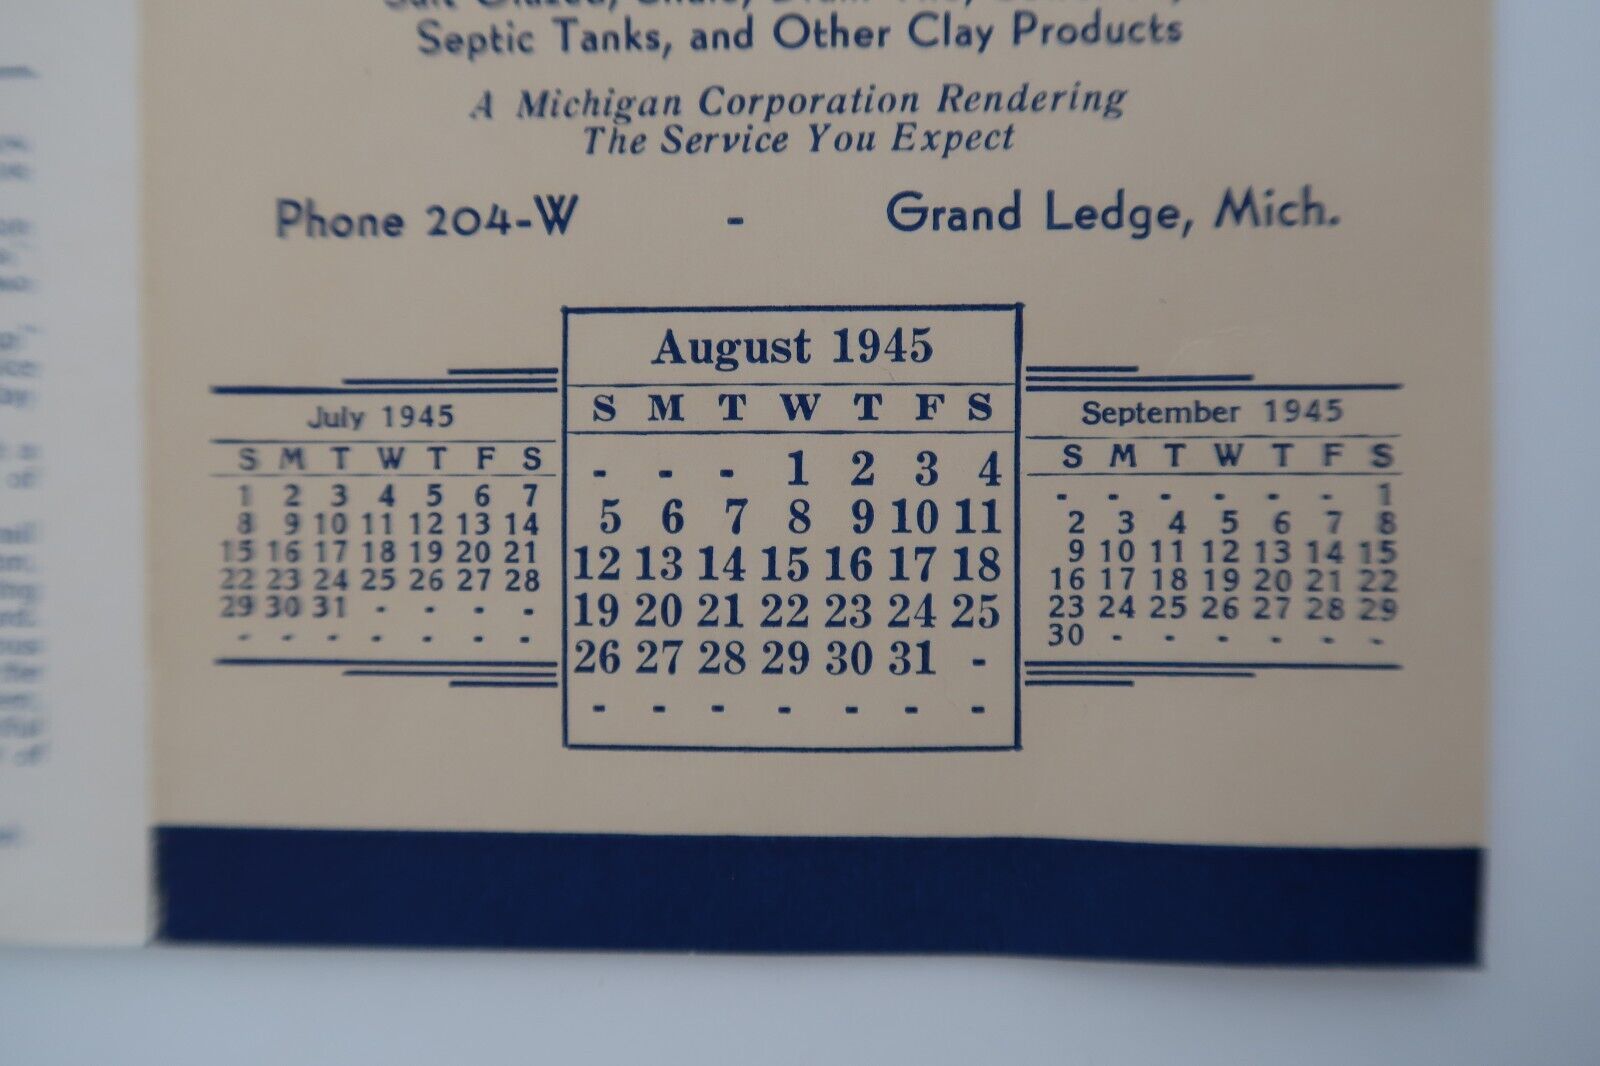 Septic Tanks, and Other Clay Products
A Michigan Corporation Rendering
The Service You Expect
Phone 204-W - Grand Ledge, Mich.
July 1945
S M T W T F S
1 2 3 4 5 6 7
8 9 10 11 12 13 14
15 16 17 18 19 20 21
22 23 24 25 26 27 28
29 30 31 - - - -
- - - - - - -
August 1945
S M T W T F S
- - - 1 2 3 4
5 6 7 8 9 10 11
12 13 14 15 16 17 18
19 20 21 22 23 24 25
26 27 28 29 30 31 -
- - - - - - -
September 1945
S M T W T F S
- - - - - - 1
2 3 4 5 6 7 8
9 10 11 12 13 14 15
16 17 18 19 20 21 22
23 24 25 26 27 28 29
30 - - - - - -